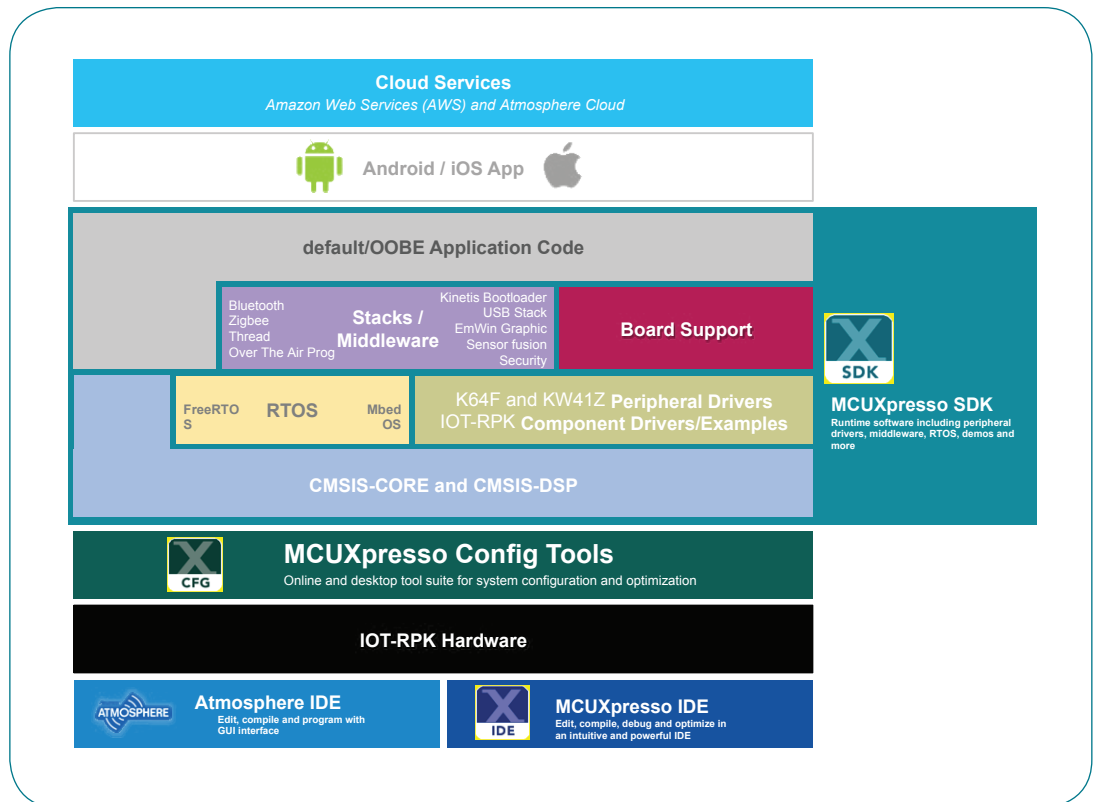 Cloud Services
Amazon Web Services (AWS) and Atmosphere Cloud
Android / iOS App
default/OOBE Application Code
Bluetooth
Zigbee
Thread
Over The Air Prog
Stacks /
Middleware
Kinetis Bootloader
USB Stack
EmWin Graphic
Sensor fusion
Security
Board Support
X
SDK
MCUXpresso SDK
Runtime software including peripheral
drivers, middleware, RTOS, demos and
more
FreeRTO
S
RTOS
Mbed
OS
K64F and KW41Z Peripheral Drivers
IOT-RPK Component Drivers/Examples
CMSIS-CORE and CMSIS-DSP
X
CFG
MCUXpresso Config Tools
Online and desktop tool suite for system configuration and optimization
IOT-RPK Hardware
ATMOSPHERE
Atmosphere IDE
Edit, compile and program with
GUI interface
X
IDE
MCUXpresso IDE
Edit, compile, debug and optimize in
an intuitive and powerful IDE